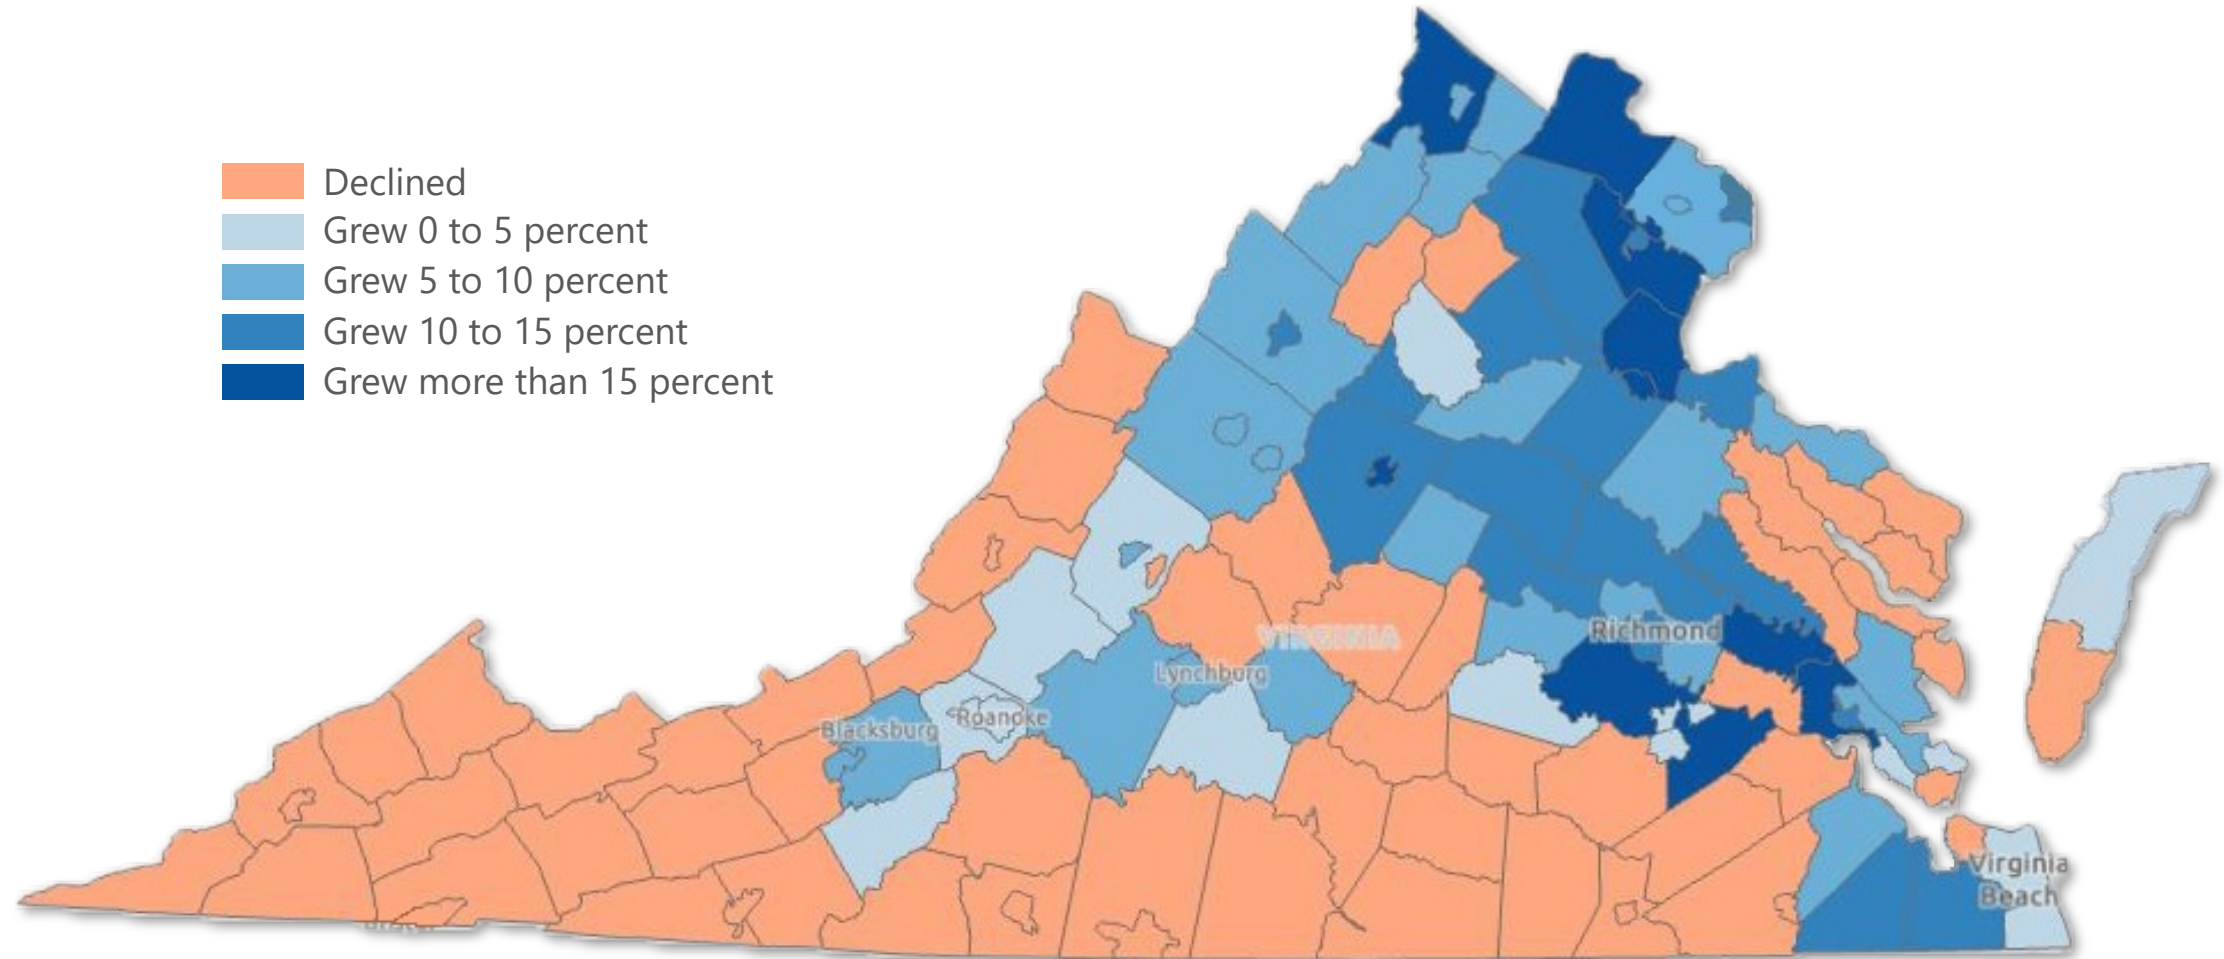 Declined
Grew 0 to 5 percent
Grew 5 to 10 percent
Grew 10 to 15 percent
Grew more than 15 percent
Richmond
VIRGINIA
Lynchburg
Roanoke
Blacksburg
Virginia
Beach